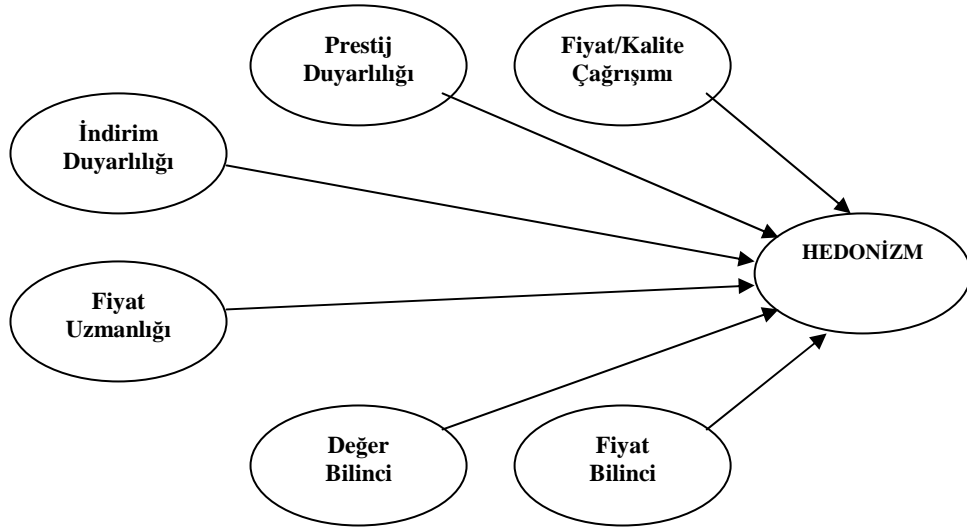 Prestij
Duyarlılığı
Fiyat/Kalite
Çağrışımı
İndirim
Duyarlılığı
HEDONİZM
Fiyat
Uzmanlığı
Değer
Bilinci
Fiyat
Bilinci